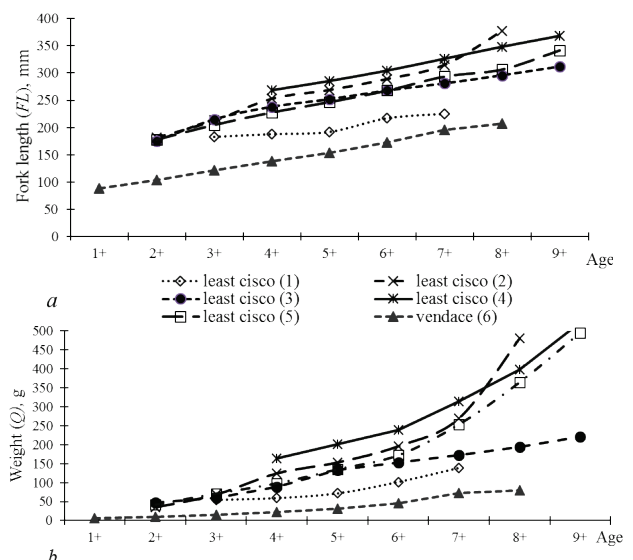 Fork length (FL), mm
400
350
300
250
200
150
100
50
0
1+ 2+ 3+ 4+ 5+ 6+ 7+ 8+ 9+ Age
least cisco (1) least cisco (2)
least cisco (3) least cisco (4)
least cisco (5) vendace (6)
a
Weight (Q), g
500
450
400
350
300
250
200
150
100
50
0
1+ 2+ 3+ 4+ 5+ 6+ 7+ 8+ 9+ Age
b